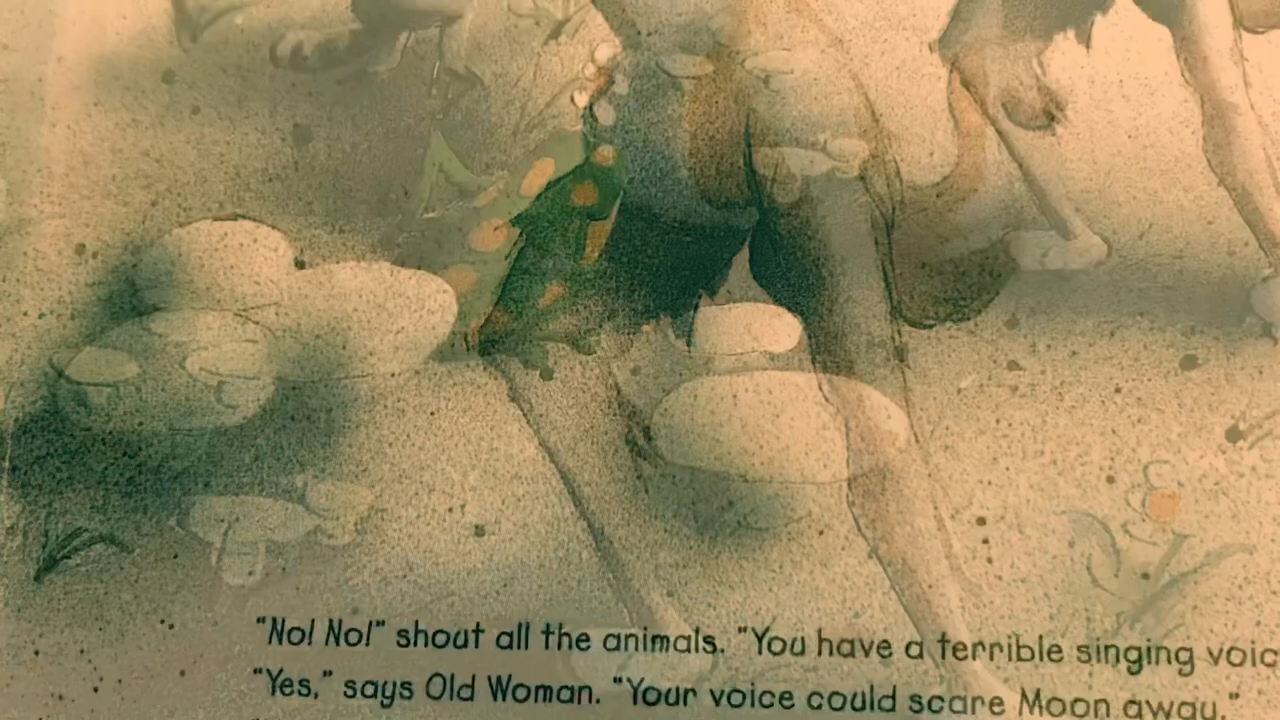 "No! No!" shout all the animals. "You have a terrible singing voic
"Yes," says Old Woman. "Your voice could scare Moon away."